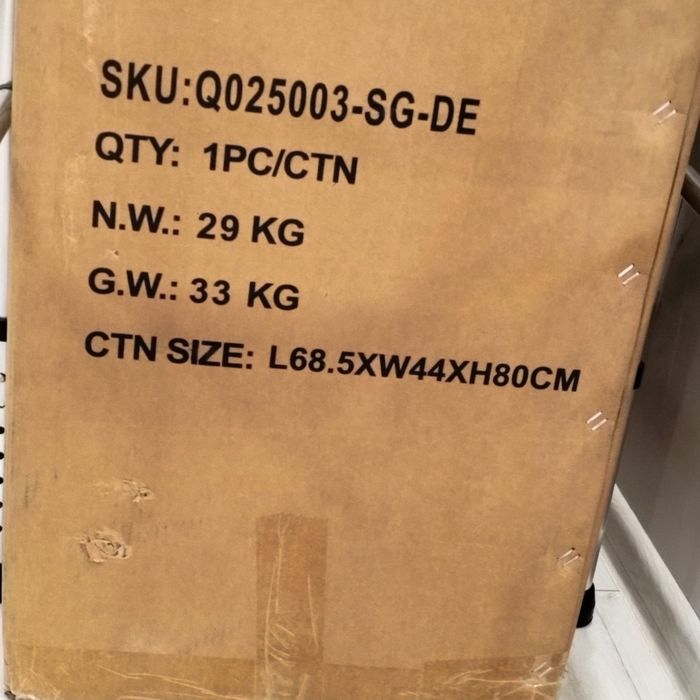 SKU:Q025003-SG-DE
QTY: 1PC/CTN
N.W.: 29 KG
G.W.: 33 KG
CTN SIZE: L68.5XW44XH80CM